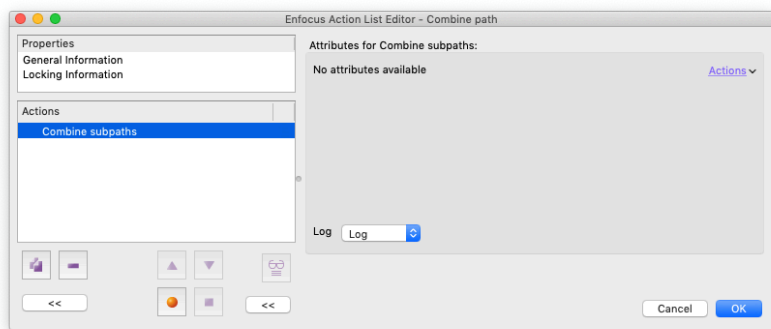 Enfocus Action List Editor - Combine path
Properties
General Information
Locking Information
Actions
Combine subpaths
<<
<<
Attributes for Combine subpaths:
No attributes available
Actions
Log
Log
Cancel
OK